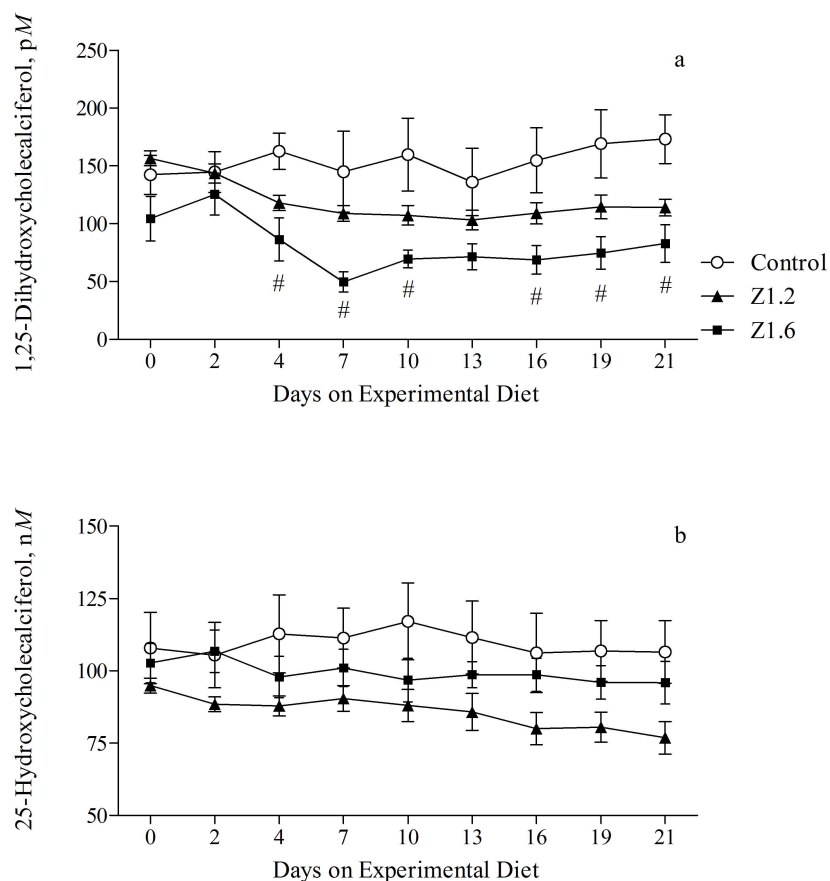 1,25-Dihydroxycholecalciferol, pM
250
200
150
100
50
0
a
# # # # # #
0 2 4 7 10 13 16 19 21
Days on Experimental Diet
Control
Z1.2
Z1.6
25-Hydroxycholecalciferol, nM
150
125
100
75
50
b
0 2 4 7 10 13 16 19 21
Days on Experimental Diet